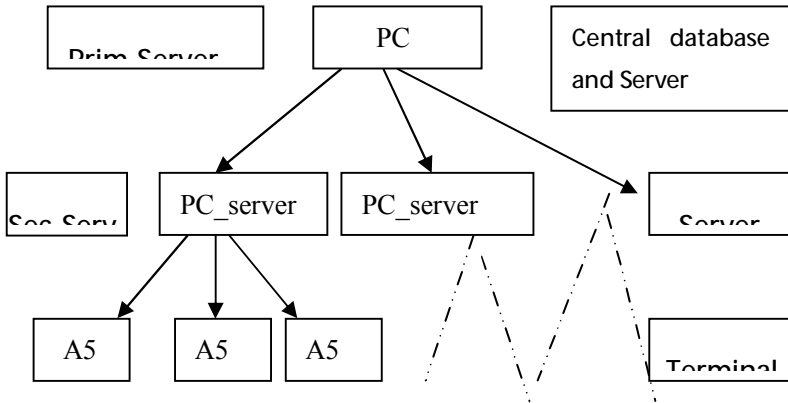 Prim Server
PC
Central database
and Server
Sec Serv
PC_server
PC_server
Server
A5
A5
A5
Terminal